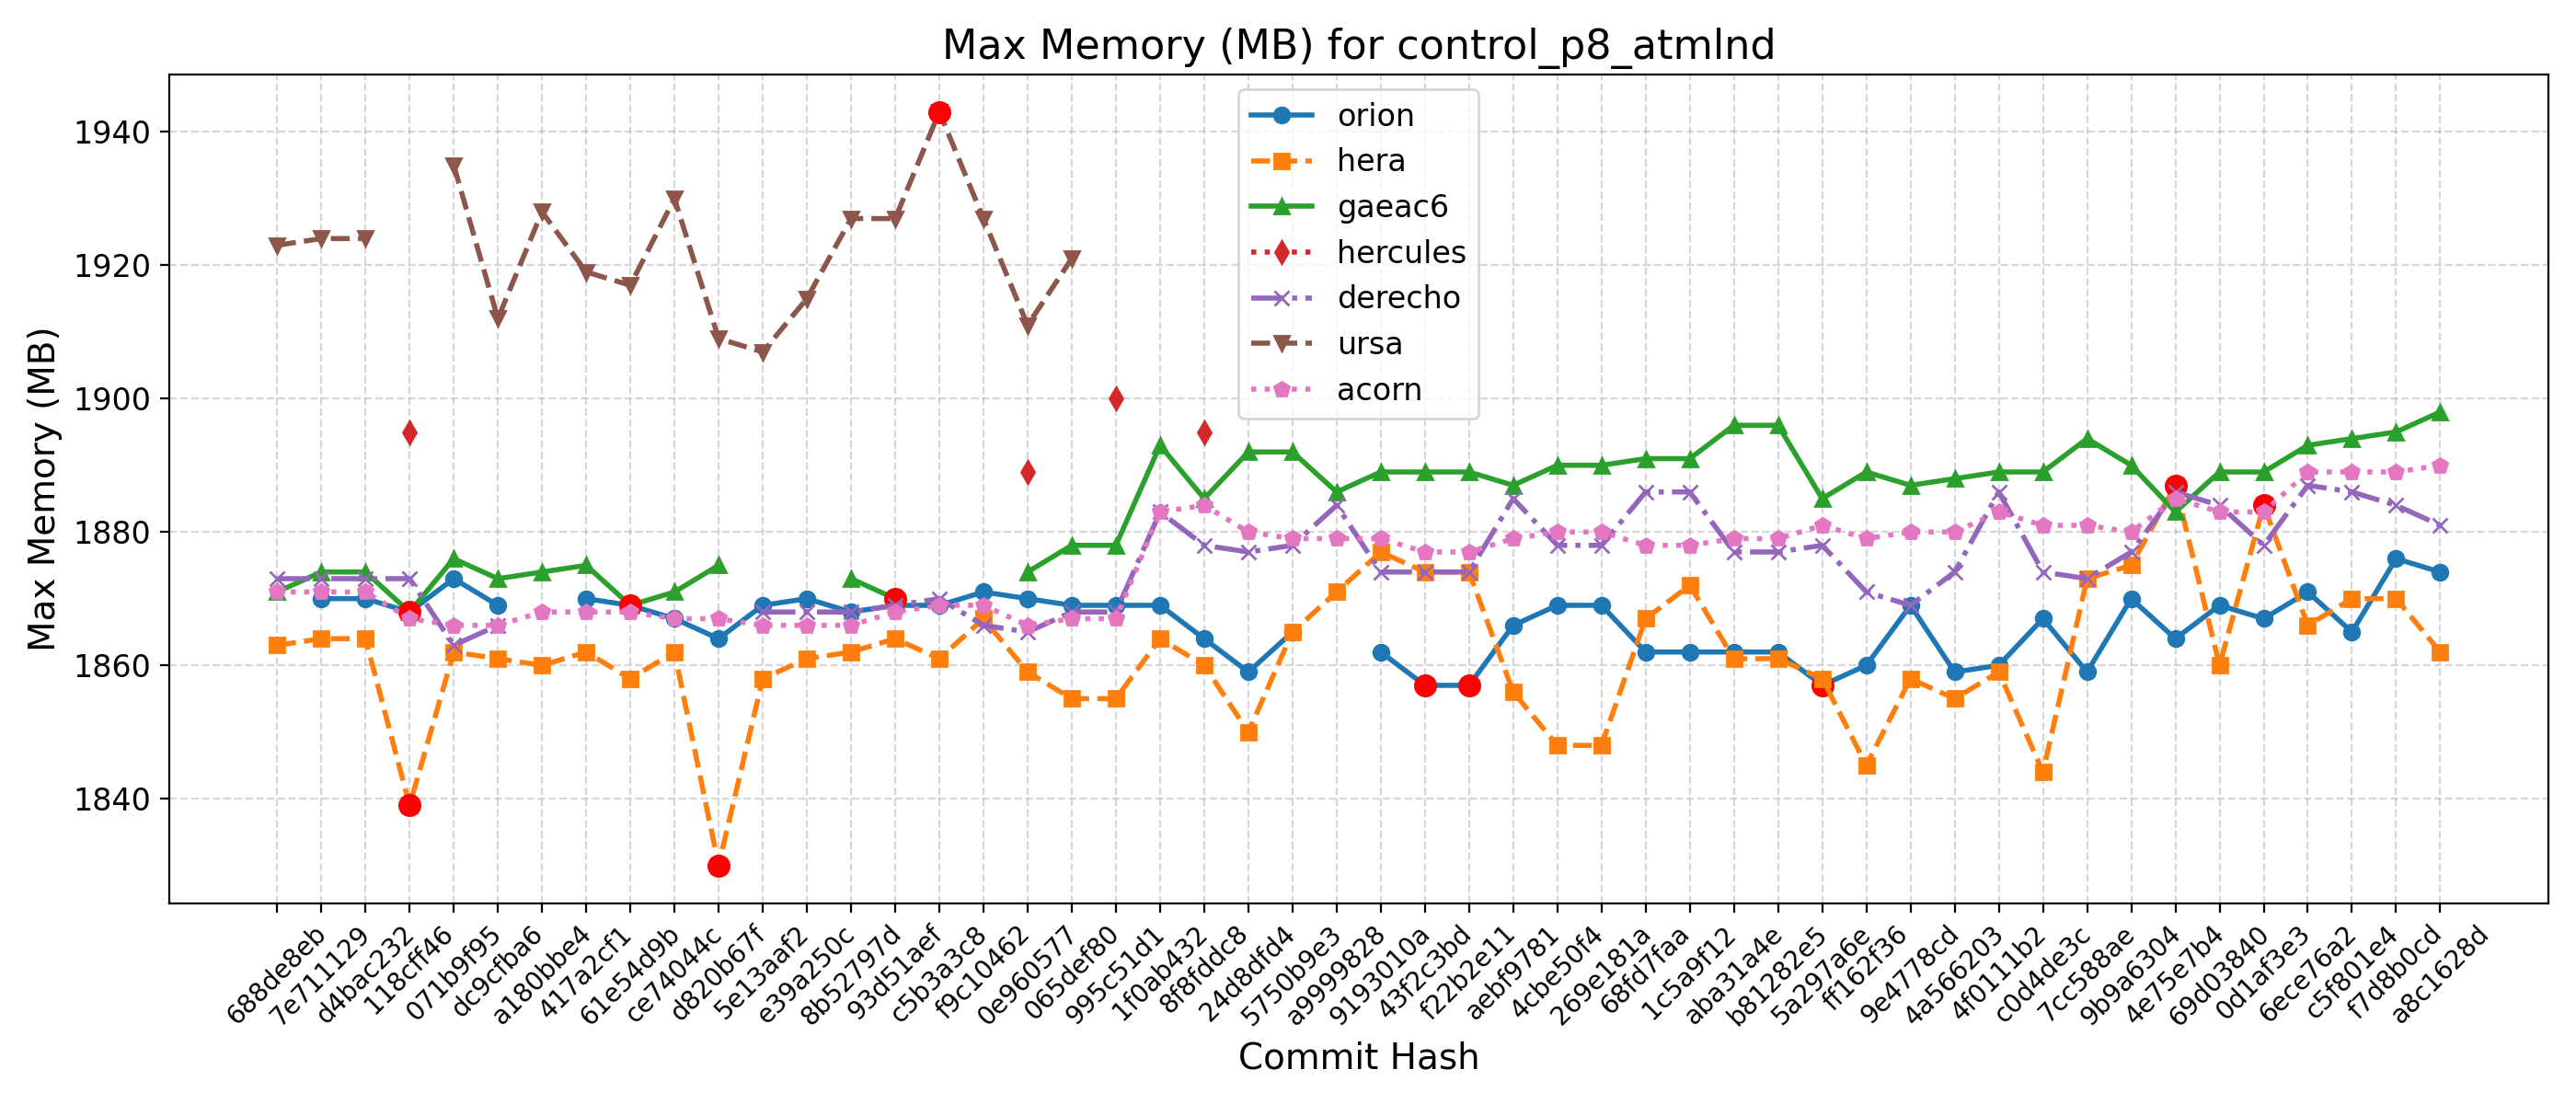 Max Memory (MB) for control_p8_atmlnd
Max Memory (MB)
1940
1920
1900
1880
1860
1840
orion
hera
gaeac6
hercules
derecho
ursa
acorn
688de8eb
7e711129
d4bac232
118cff46
071b9f95
dc9cfba6
a180bbe4
417a2cf1
61e54d9b
ce74044c
d820b67f
5e13aaf2
e39a250c
8b52797d
93d51aef
c5b3a3c8
f9c10462
0e960577
065def80
995c51d1
1f0ab432
8f8fddc8
24d8dfd4
5750b9e3
a9999828
9193010a
43f2c3bd
f22b2e11
aebf9781
4cbe50f4
269e181a
68fd7faa
1c5a9f12
aba31a4e
b81282e5
5a297a6e
ff162f36
9e4778cd
4a566203
4f0111b2
c0d4de3c
7cc588ae
9b9a6304
4e75e7b4
69d03840
0d1af3e3
6ece76a2
c5f801e4
f7d8b0cd
a8c1628d
Commit Hash